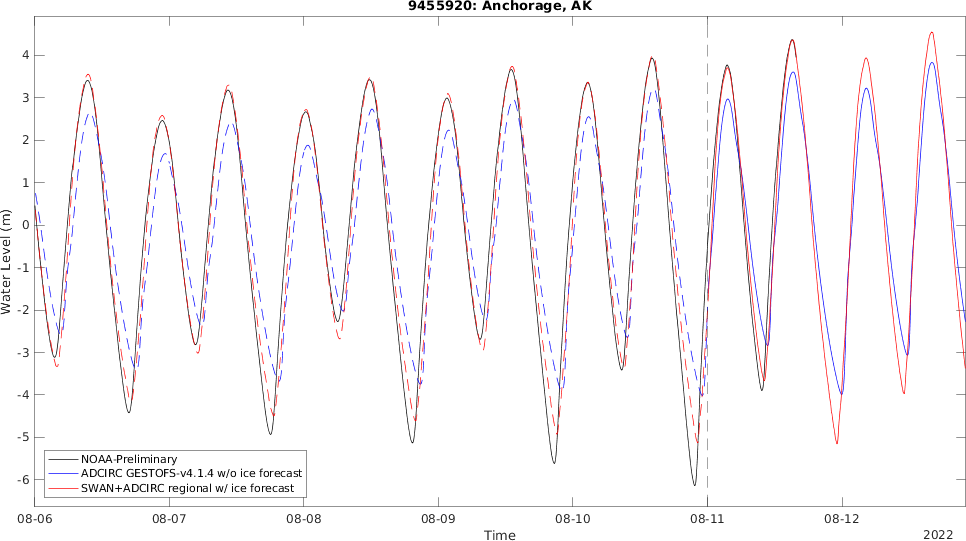 9455920: Anchorage, AK
Water Level (m)
4
3
2
1
0
-1
-2
-3
-4
-5
-6
NOAA-Preliminary
ADCIRC GESTOFS-v4.1.4 w/o ice forecast
SWAN+ADCIRC regional w/ ice forecast
08-06 08-07 08-08 08-09 08-10 08-11 08-12
Time
2022